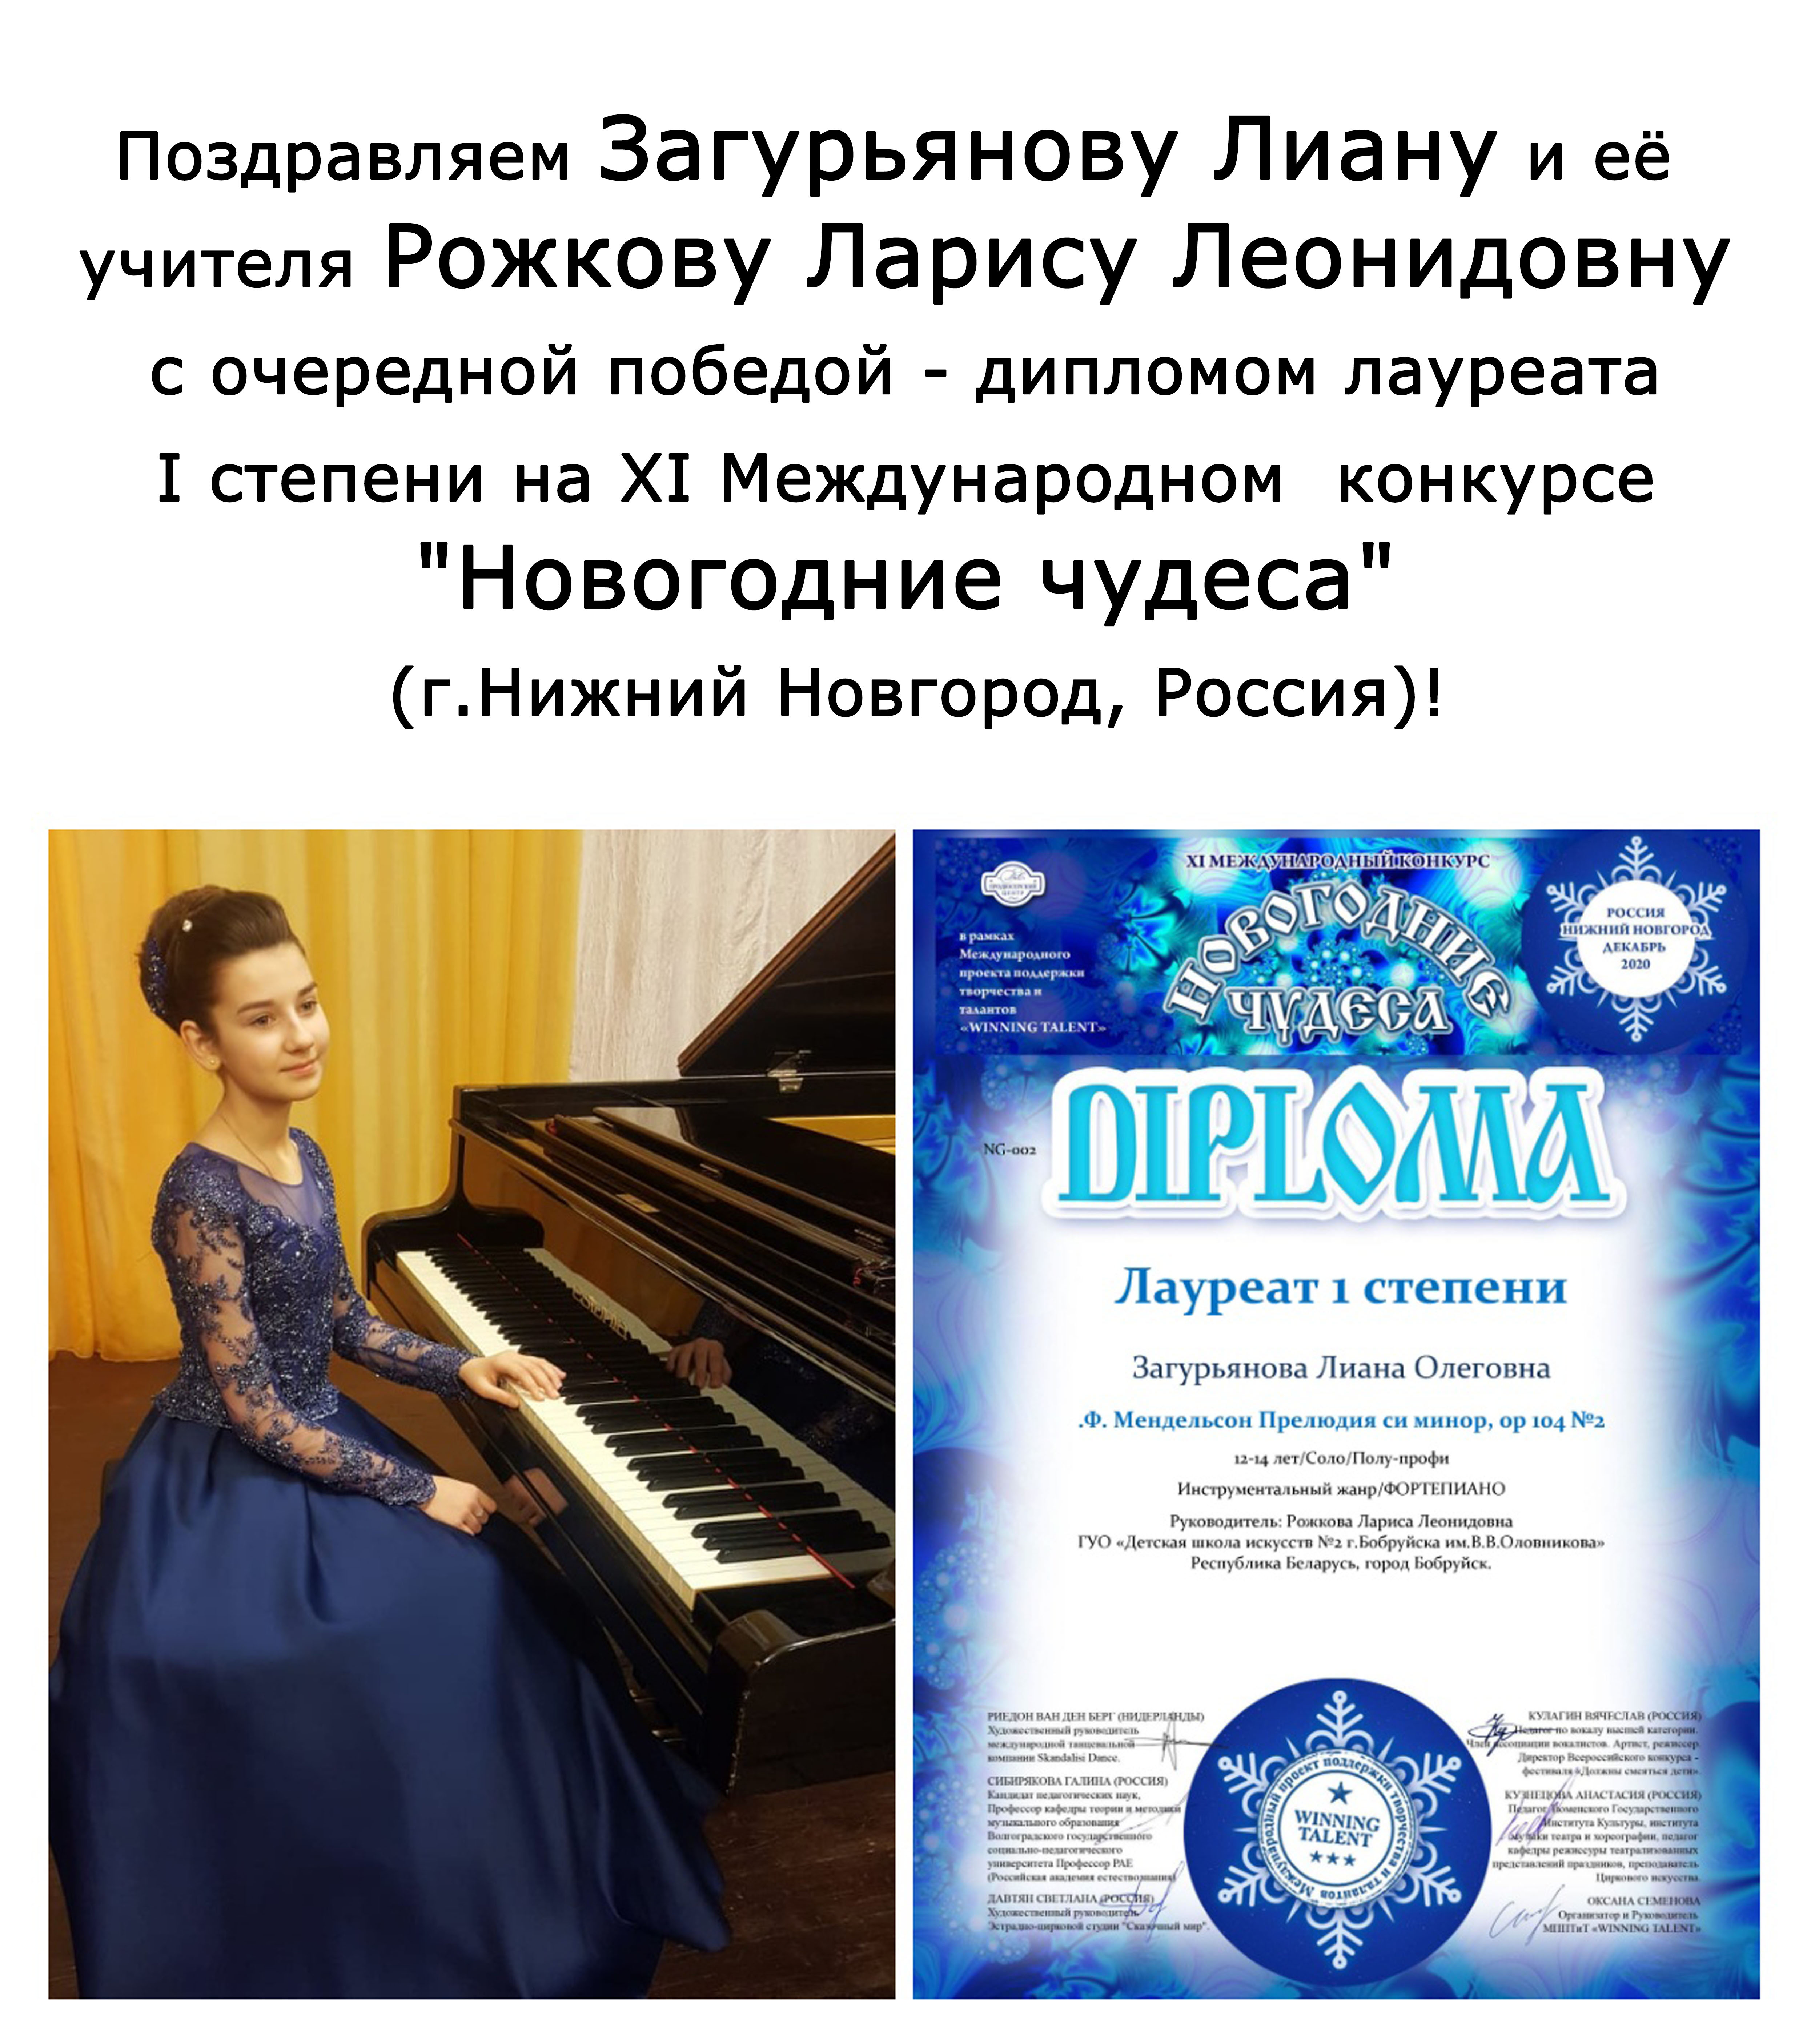 Поздравляем Загурьянову Лиану и её
учителя Рожкову Ларису Леонидовну
с очередной победой - дипломом лауреата
I степени на XI Международном конкурсе
"Новогодние чудеса"
(г.Нижний Новгород, Россия)!
ESTONIA
XI МЕЖДУНАРОДНЫЙ КОНКУРС
НОВОГОДНИЕ
ЧУДЕСА
ПРОДЮСЕРСКИЙ
ЦЕНТР
в рамках
Международного
проекта поддержки
творчества и
талантов
«WINNING TALENT»
РОССИЯ
НИЖНИЙ НОВГОРОД
ДЕКАБРЬ
2020
NG-002
DIPLOMA
Лауреат 1 степени
Загурьянова Лиана Олеговна
.Ф. Мендельсон Прелюдия си минор, ор 104 №2
12-14 лет/Соло/Полу-профи
Инструментальный жанр/ФОРТЕПИАНО
Руководитель: Рожкова Лариса Леонидовна
ГУО «Детская школа искусств №2 г.Бобруйска им.В.В.Оловникова»
Республика Беларусь, город Бобруйск.
РИЕДОН ВАН ДЕН БЕРГ (НИДЕРЛАНДЫ)
Художественный руководитель
международной танцевальной
компании Skandalisi Dance.
СИБИРЯКОВА ГАЛИНА (РОССИЯ)
Кандидат педагогических наук,
Профессор кафедры теории и методики
музыкального образования
Волгоградского государственного
социально-педагогического
университета Профессор РАЕ
(Российская академия естествознания)
ДАВТЯН СВЕТЛАНА (РОССИЯ)
Художественный руководитель
Эстрадно-цирковой студии "Сказочный мир".
Международный проект поддержки творчества и талантов
WINNING
TALENT
КУЛАГИН ВЯЧЕСЛАВ (РОССИЯ)
Педагог по вокалу высшей категории.
Член ассоциации вокалистов. Артист, режиссер.
Директор Всероссийского конкурса -
фестиваля «Должны смеяться дети».
КУЗНЕЦОВА АНАСТАСИЯ (РОССИЯ)
Педагог Тюменского Государственного
Института Культуры, института
музыки театра и хореографии, педагог
кафедры режиссуры театрализованных
представлений праздников, преподаватель
Циркового искусства.
ОКСАНА СЕМЕНОВА
Организатор и Руководитель
МППТиТ «WINNING TALENT»